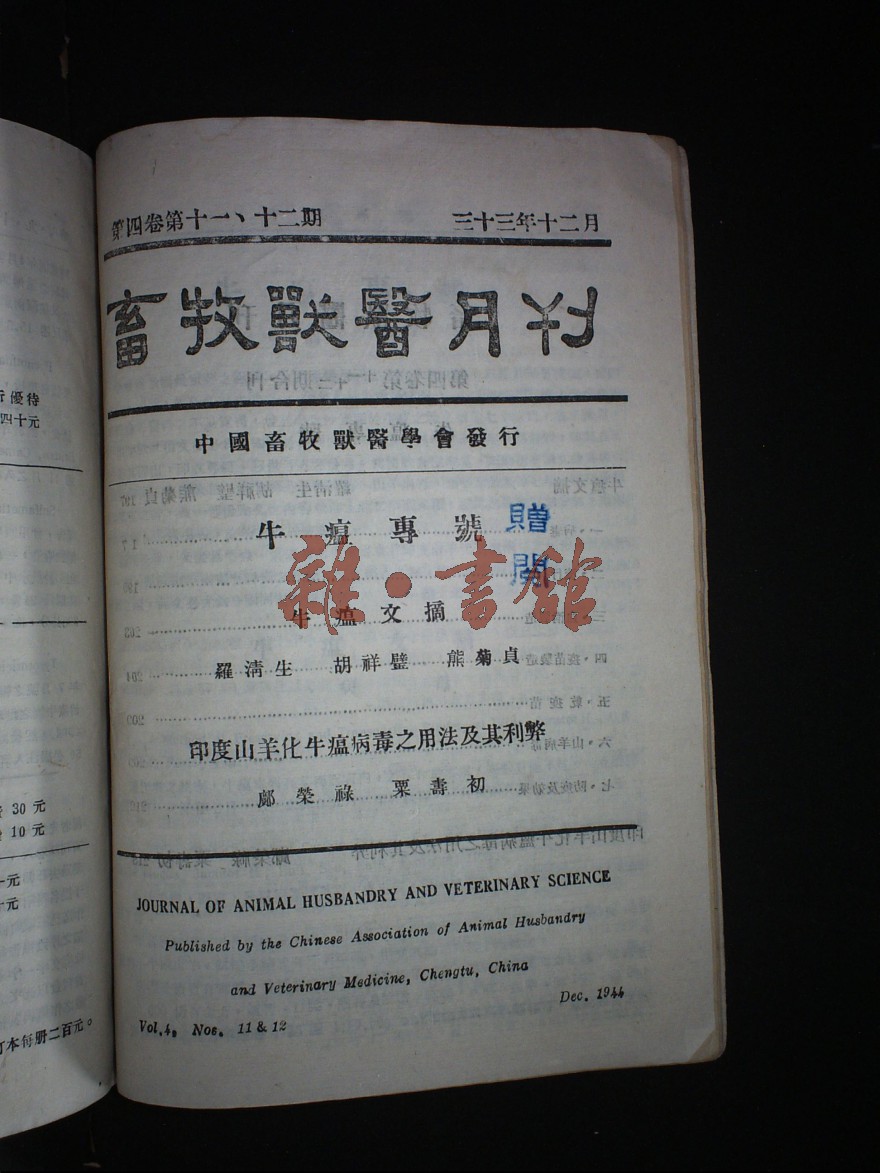 行優待
四十元
30 元
10 元
一元
元
訂本每册二百元。
第四卷第十一、十二期
三十三年十二月
畜牧獸醫月刊
中國畜牧獸醫學會發行
牛瘟專號
贈閱
雜·書館
牛瘟文摘
羅清生 胡祥璧 熊菊貞
印度山羊化牛瘟病毒之用法及其利弊
鄺榮祿 粟壽初
JOURNAL OF ANIMAL HUSBANDRY AND VETERINARY SCIENCE
Published by the Chinese Association of Animal Husbandry
and Veterinary Medicine, Chengtu, China
Dec. 1944
Vol. 4, Nos. 11 & 12